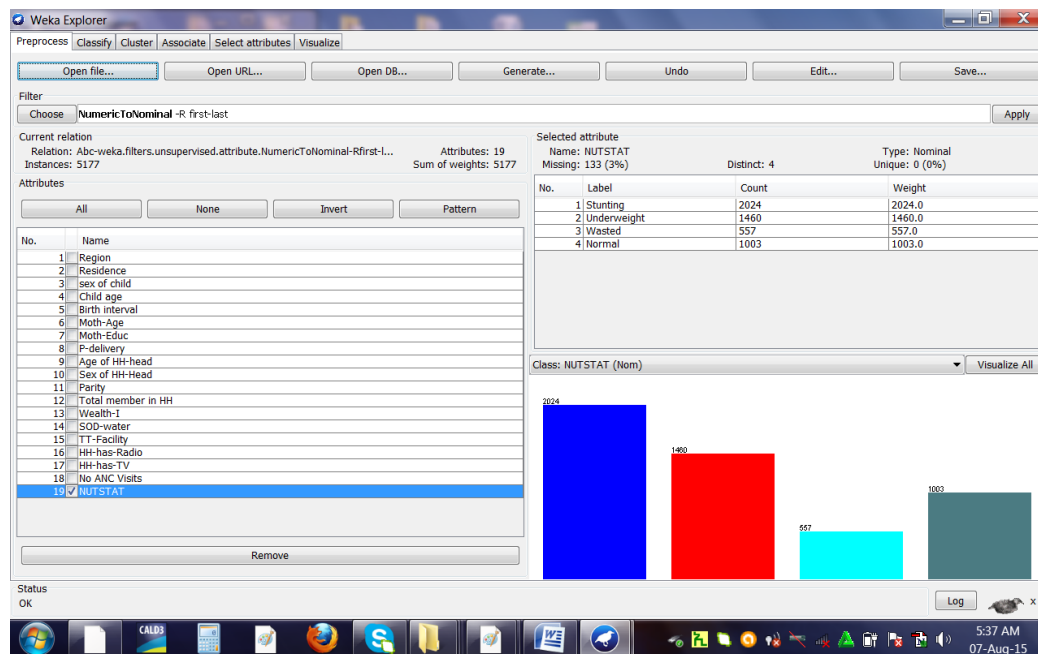 Weka Explorer
Preprocess Classify Cluster Associate Select attributes Visualize
Open file... Open URL... Open DB... Generate... Undo Edit... Save...
Filter
Choose NumericToNominal -R first-last Apply
Current relation
Relation: Abc-weka.filters.unsupervised.attribute.NumericToNominal-Rfirst-l... Attributes: 19
Instances: 5177 Sum of weights: 5177
Attributes
All None Invert Pattern
No. Name
1 Region
2 Residence
3 sex of child
4 Child age
5 Birth interval
6 Moth-Age
7 Moth-Educ
8 P-delivery
9 Age of HH-head
10 Sex of HH-Head
11 Parity
12 Total member in HH
13 Wealth-I
14 SOD-water
15 TT-Facility
16 HH-has-Radio
17 HH-has-TV
18 No ANC Visits
19 NUTSTAT
Remove
Selected attribute
Name: NUTSTAT Type: Nominal
Missing: 133 (3%) Distinct: 4 Unique: 0 (0%)
No. Label Count Weight
1 Stunting 2024 2024.0
2 Underweight 1460 1460.0
3 Wasted 557 557.0
4 Normal 1003 1003.0
Class: NUTSTAT (Nom) Visualize All
2024
1460
557
1003
Status
OK
Log x
CALD3
5:37 AM
07-Aug-15